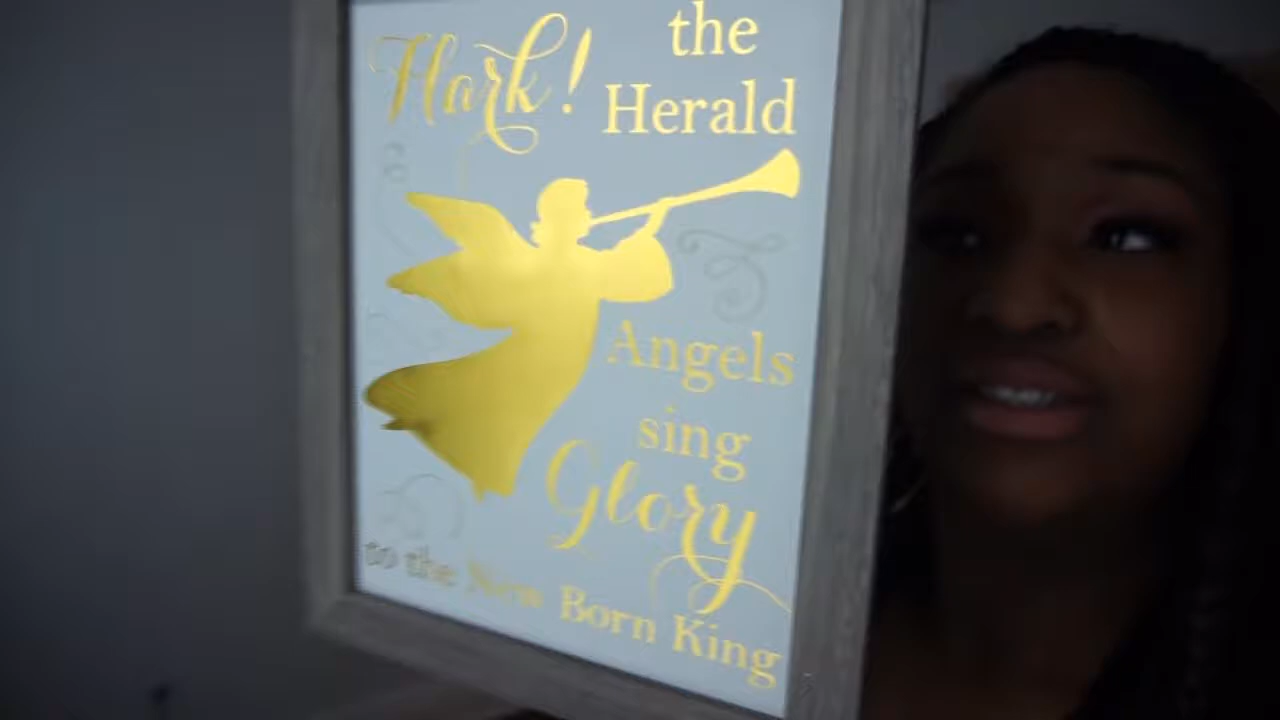 Hark! the
Herald
Angels
sing
Glory
to the New Born King